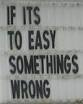 IF ITS
TO EASY
SOMETHINGS
WRONG